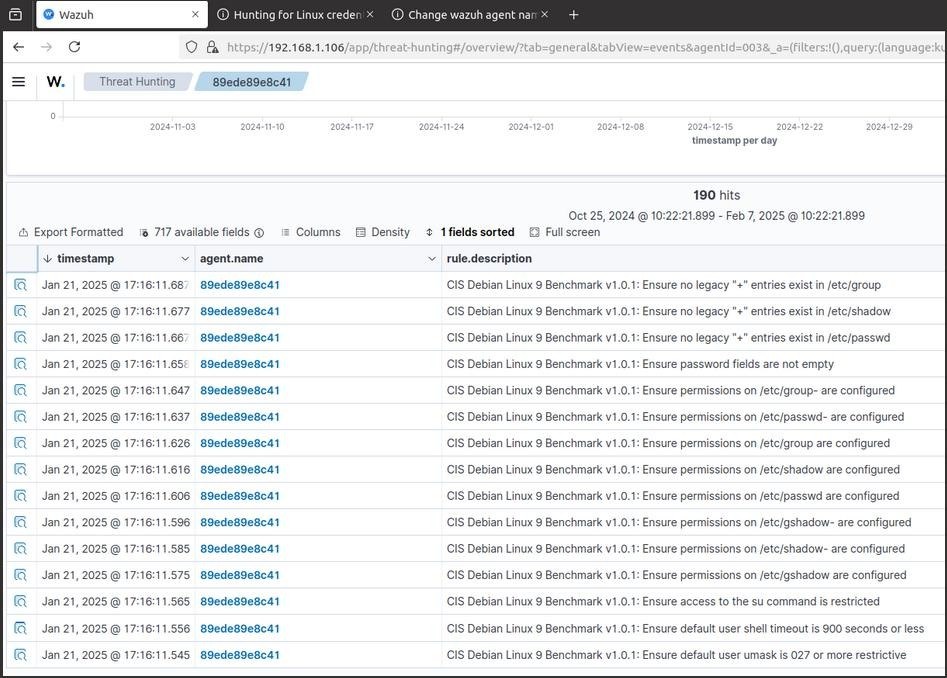 Wazuh
Hunting for Linux creden
Change wazuh agent nam
https://192.168.1.106/app/threat-hunting#/overview/?tab=general&tabView=events&agentId=003&_a=(filters:!(),query:(language:ku
W. Threat Hunting 89ede89e8c41
0
2024-11-03 2024-11-10 2024-11-17 2024-11-24 2024-12-01 2024-12-08 2024-12-15 2024-12-22 2024-12-29
timestamp per day
190 hits
Oct 25, 2024 @ 10:22:21.899 - Feb 7, 2025 @ 10:22:21.899
Export Formatted 717 available fields Columns Density 1 fields sorted Full screen
timestamp agent.name rule.description
Jan 21, 2025 @ 17:16:11.687 89ede89e8c41 CIS Debian Linux 9 Benchmark v1.0.1: Ensure no legacy "+" entries exist in /etc/group
Jan 21, 2025 @ 17:16:11.677 89ede89e8c41 CIS Debian Linux 9 Benchmark v1.0.1: Ensure no legacy "+" entries exist in /etc/shadow
Jan 21, 2025 @ 17:16:11.667 89ede89e8c41 CIS Debian Linux 9 Benchmark v1.0.1: Ensure no legacy "+" entries exist in /etc/passwd
Jan 21, 2025 @ 17:16:11.658 89ede89e8c41 CIS Debian Linux 9 Benchmark v1.0.1: Ensure password fields are not empty
Jan 21, 2025 @ 17:16:11.647 89ede89e8c41 CIS Debian Linux 9 Benchmark v1.0.1: Ensure permissions on /etc/group- are configured
Jan 21, 2025 @ 17:16:11.637 89ede89e8c41 CIS Debian Linux 9 Benchmark v1.0.1: Ensure permissions on /etc/passwd- are configured
Jan 21, 2025 @ 17:16:11.626 89ede89e8c41 CIS Debian Linux 9 Benchmark v1.0.1: Ensure permissions on /etc/group are configured
Jan 21, 2025 @ 17:16:11.616 89ede89e8c41 CIS Debian Linux 9 Benchmark v1.0.1: Ensure permissions on /etc/shadow are configured
Jan 21, 2025 @ 17:16:11.606 89ede89e8c41 CIS Debian Linux 9 Benchmark v1.0.1: Ensure permissions on /etc/passwd are configured
Jan 21, 2025 @ 17:16:11.596 89ede89e8c41 CIS Debian Linux 9 Benchmark v1.0.1: Ensure permissions on /etc/gshadow- are configured
Jan 21, 2025 @ 17:16:11.585 89ede89e8c41 CIS Debian Linux 9 Benchmark v1.0.1: Ensure permissions on /etc/shadow- are configured
Jan 21, 2025 @ 17:16:11.575 89ede89e8c41 CIS Debian Linux 9 Benchmark v1.0.1: Ensure permissions on /etc/gshadow are configured
Jan 21, 2025 @ 17:16:11.565 89ede89e8c41 CIS Debian Linux 9 Benchmark v1.0.1: Ensure access to the su command is restricted
Jan 21, 2025 @ 17:16:11.556 89ede89e8c41 CIS Debian Linux 9 Benchmark v1.0.1: Ensure default user shell timeout is 900 seconds or less
Jan 21, 2025 @ 17:16:11.545 89ede89e8c41 CIS Debian Linux 9 Benchmark v1.0.1: Ensure default user umask is 027 or more restrictive